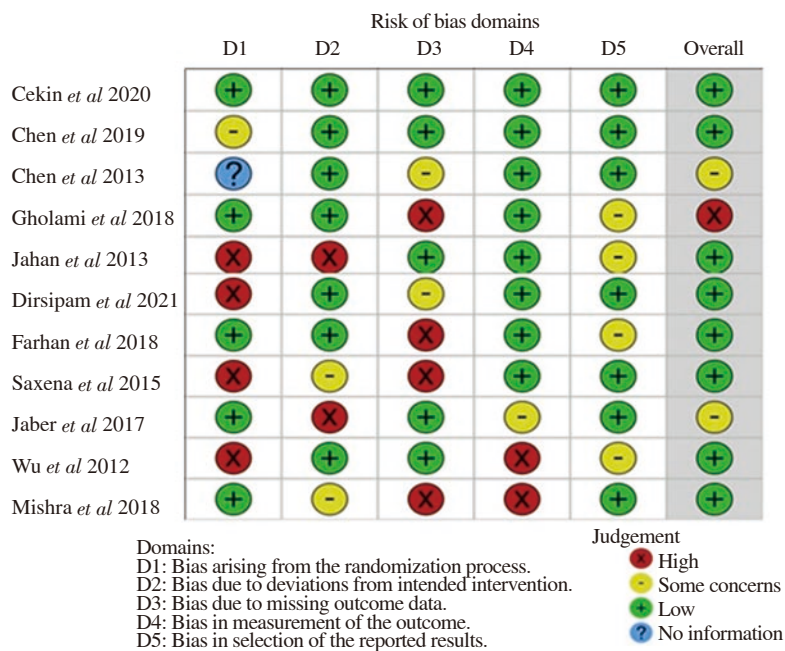 Risk of bias domains
D1 D2 D3 D4 D5 Overall
Cekin et al 2020 + + + + + +
Chen et al 2019 - + + + + +
Chen et al 2013 ? + - + + -
Gholami et al 2018 + + X + - X
Jahan et al 2013 X X + + - +
Dirsipam et al 2021 X + - + + +
Farhan et al 2018 + + X + - +
Saxena et al 2015 X - X + + +
Jaber et al 2017 + X + - + -
Wu et al 2012 X + + X - +
Mishra et al 2018 + - X X + +
Domains:
D1: Bias arising from the randomization process.
D2: Bias due to deviations from intended intervention.
D3: Bias due to missing outcome data.
D4: Bias in measurement of the outcome.
D5: Bias in selection of the reported results.
Judgement
X High
- Some concerns
+ Low
? No information